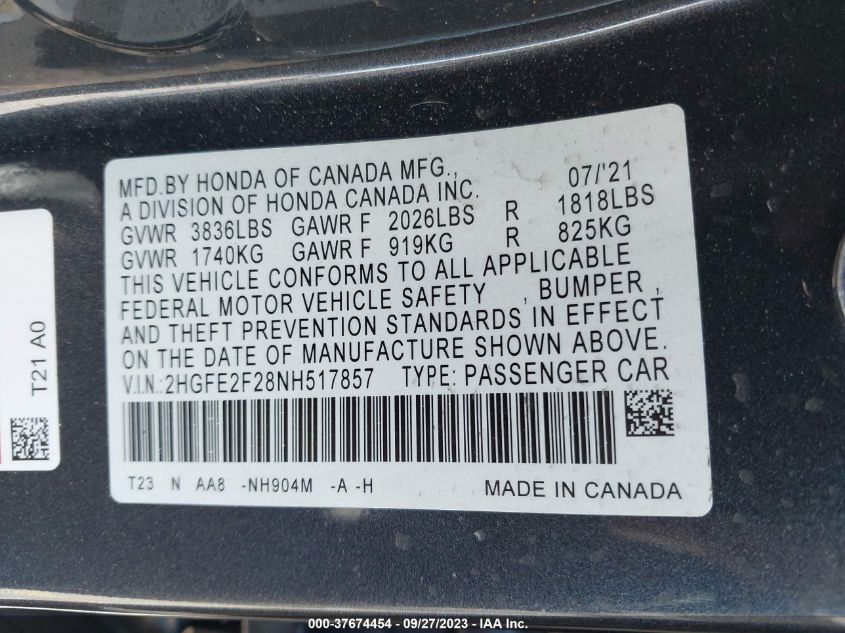 MFD.BY HONDA OF CANADA MFG., 07/'21
A DIVISION OF HONDA CANADA INC.
GVWR 3836LBS GAWR F 2026LBS R 1818LBS
GVWR 1740KG GAWR F 919KG R 825KG
THIS VEHICLE CONFORMS TO ALL APPLICABLE
FEDERAL MOTOR VEHICLE SAFETY , BUMPER ,
AND THEFT PREVENTION STANDARDS IN EFFECT
ON THE DATE OF MANUFACTURE SHOWN ABOVE.
V.I.N.:2HGFE2F28NH517857 TYPE: PASSENGER CAR
T23 N AA8 -NH904M -A -H MADE IN CANADA
T21 A0
000-37674454 - 09/27/2023 - IAAI.COM